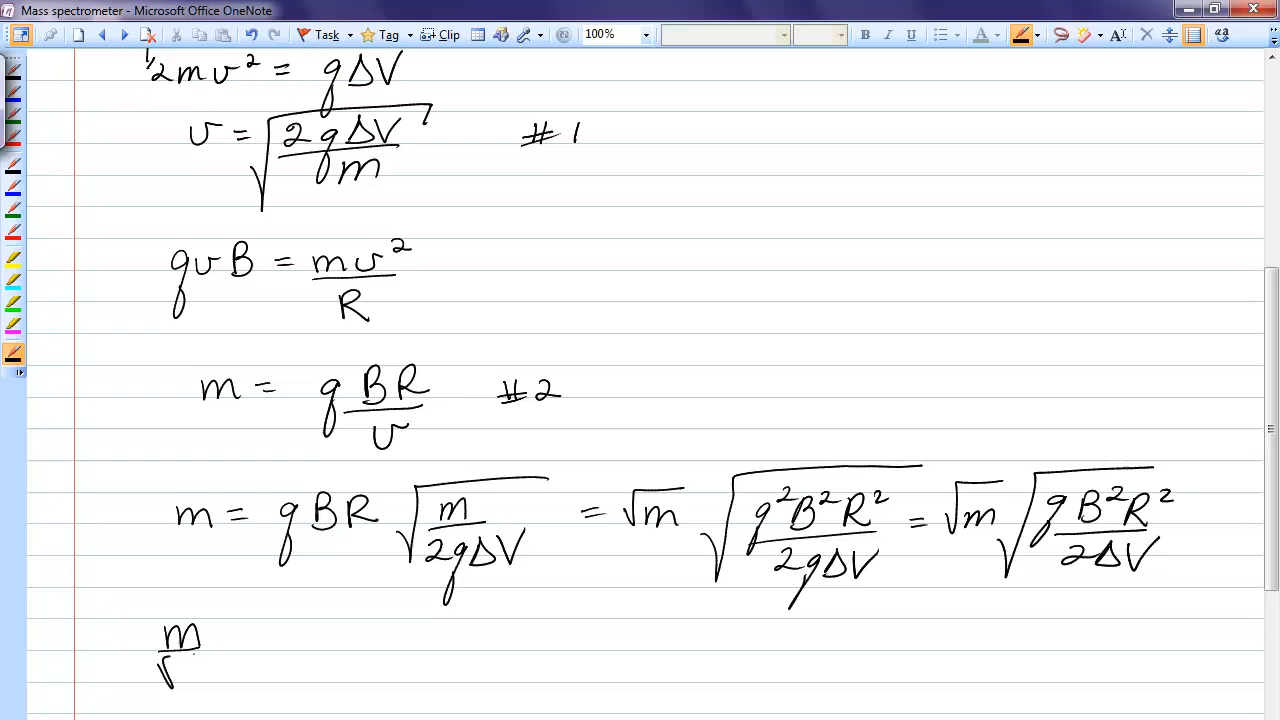 Mass spectrometer - Microsoft Office OneNote
Task Tag Clip 100% B I U A
½mv² = qΔV
v = √(2qΔV/m) #1
qvB = mv²/R
m = qBR/v #2
m = qBR √(m/2qΔV) = √m √(q²B²R²/2qΔV) = √m √(qB²R²/2ΔV)
m/√